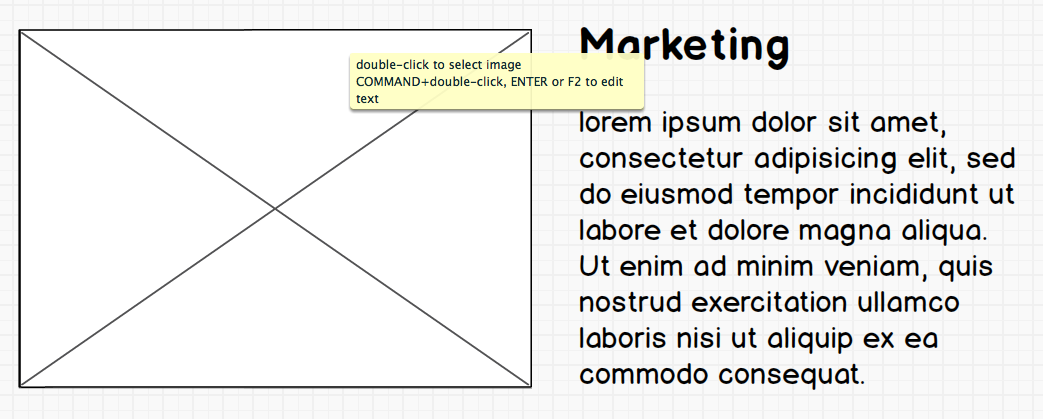 Marketing
double-click to select image
COMMAND+double-click, ENTER or F2 to edit
text
lorem ipsum dolor sit amet,
consectetur adipisicing elit, sed
do eiusmod tempor incididunt ut
labore et dolore magna aliqua.
Ut enim ad minim veniam, quis
nostrud exercitation ullamco
laboris nisi ut aliquip ex ea
commodo consequat.